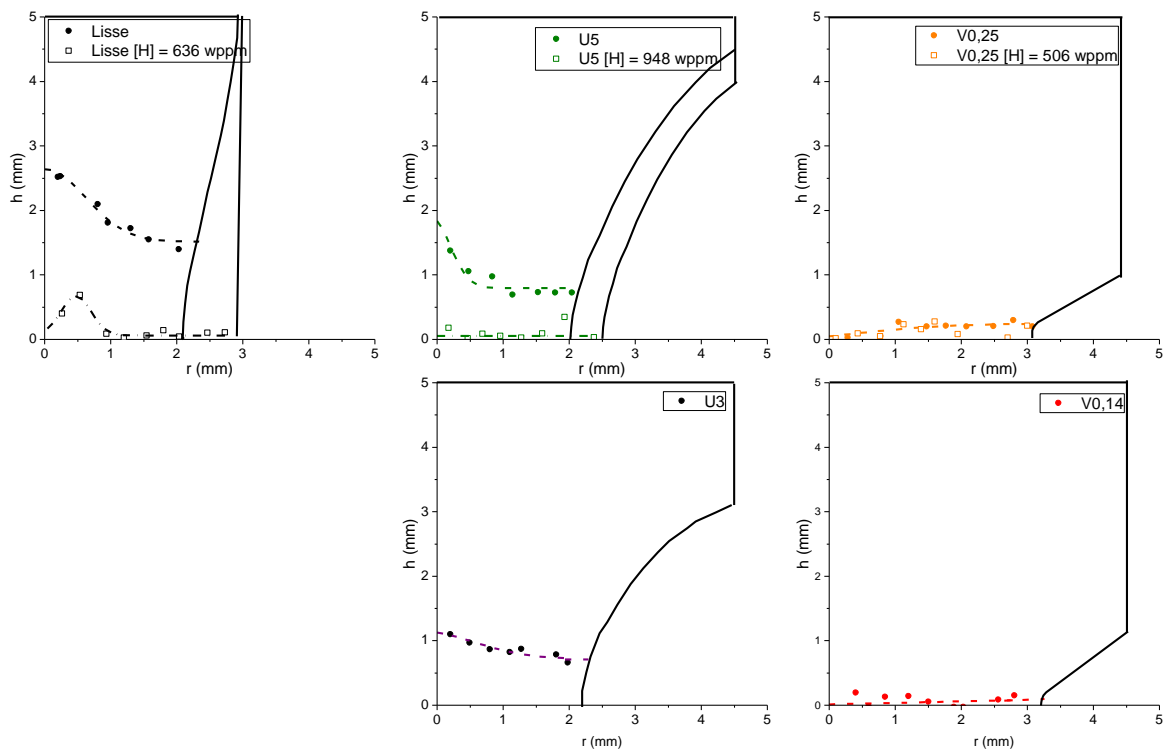 5
Lisse
Lisse [H] = 636 wppm
4
3
h (mm)
2
1
0
0 1 2 3 4 5
r (mm)
5
U5
U5 [H] = 948 wppm
4
3
h (mm)
2
1
0
0 1 2 3 4 5
r (mm)
5
V0,25
V0,25 [H] = 506 wppm
4
3
h (mm)
2
1
0
0 1 2 3 4 5
r (mm)
5
U3
4
3
h (mm)
2
1
0
0 1 2 3 4 5
r (mm)
5
V0,14
4
3
h (mm)
2
1
0
0 1 2 3 4 5
r (mm)